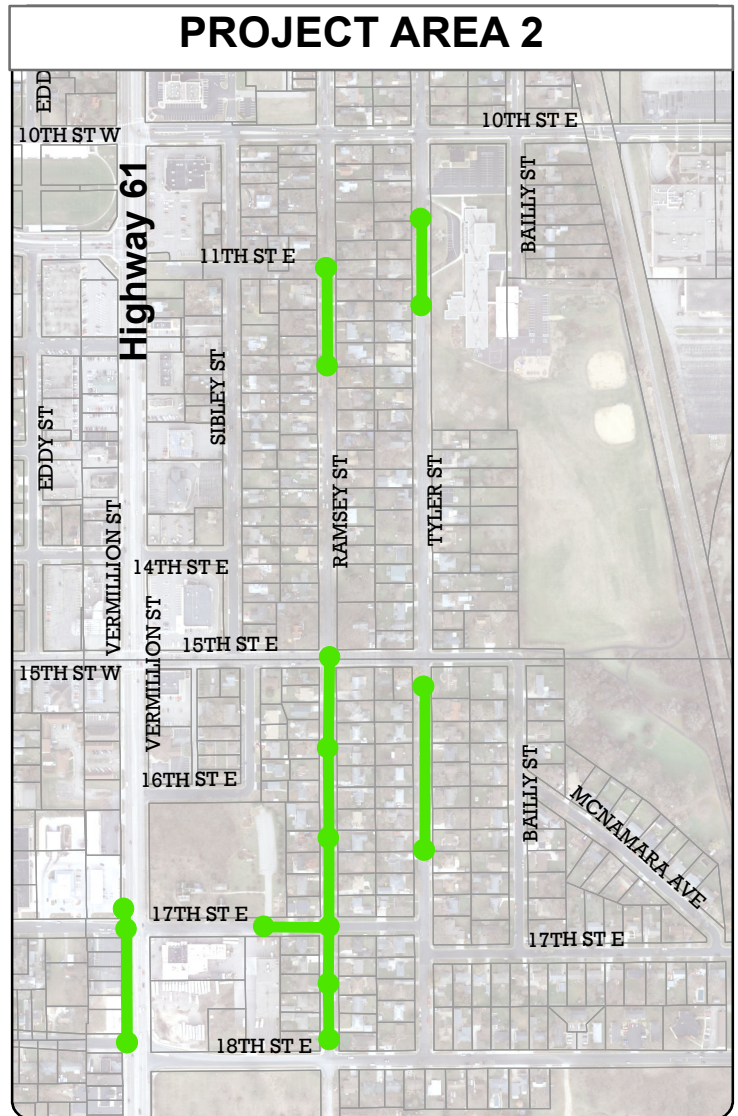 PROJECT AREA 2
EDD
10TH ST W
10TH ST E
Highway 61
BAILLY ST
11TH ST E
SIBLEY ST
EDDY ST
RAMSEY ST
TYLER ST
VERMILLION ST
14TH ST E
VERMILLION ST
15TH ST E
15TH ST W
16TH ST E
BAILLY ST
MCNAMARA AVE
17TH ST E
17TH ST E
18TH ST E